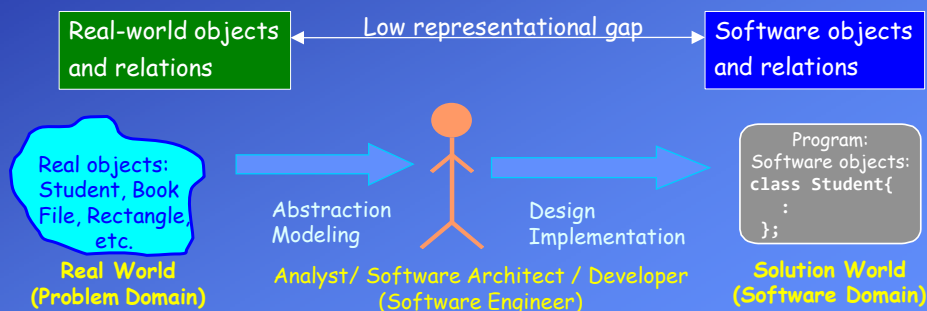 Real-world objects
and relations
Low representational gap
Software objects
and relations
Real objects:
Student, Book
File, Rectangle,
etc.
Real World
(Problem Domain)
Abstraction
Modeling
Analyst/ Software Architect / Developer
(Software Engineer)
Design
Implementation
Program:
Software objects:
class Student{
:
};
Solution World
(Software Domain)